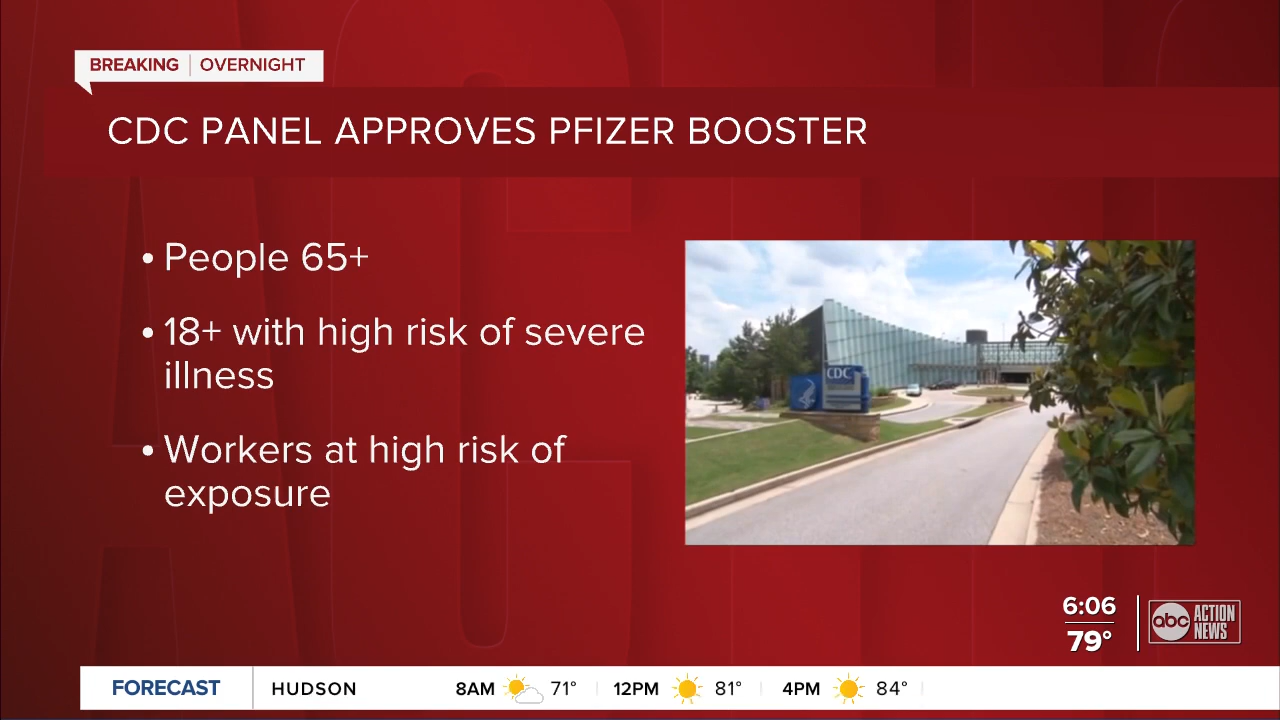 BREAKING | OVERNIGHT
CDC PANEL APPROVES PFIZER BOOSTER
• People 65+
• 18+ with high risk of severe
illness
• Workers at high risk of
exposure
CDC
6:06
79°
abc ACTION
NEWS
FORECAST HUDSON 8AM 71° 12PM 81° 4PM 84°